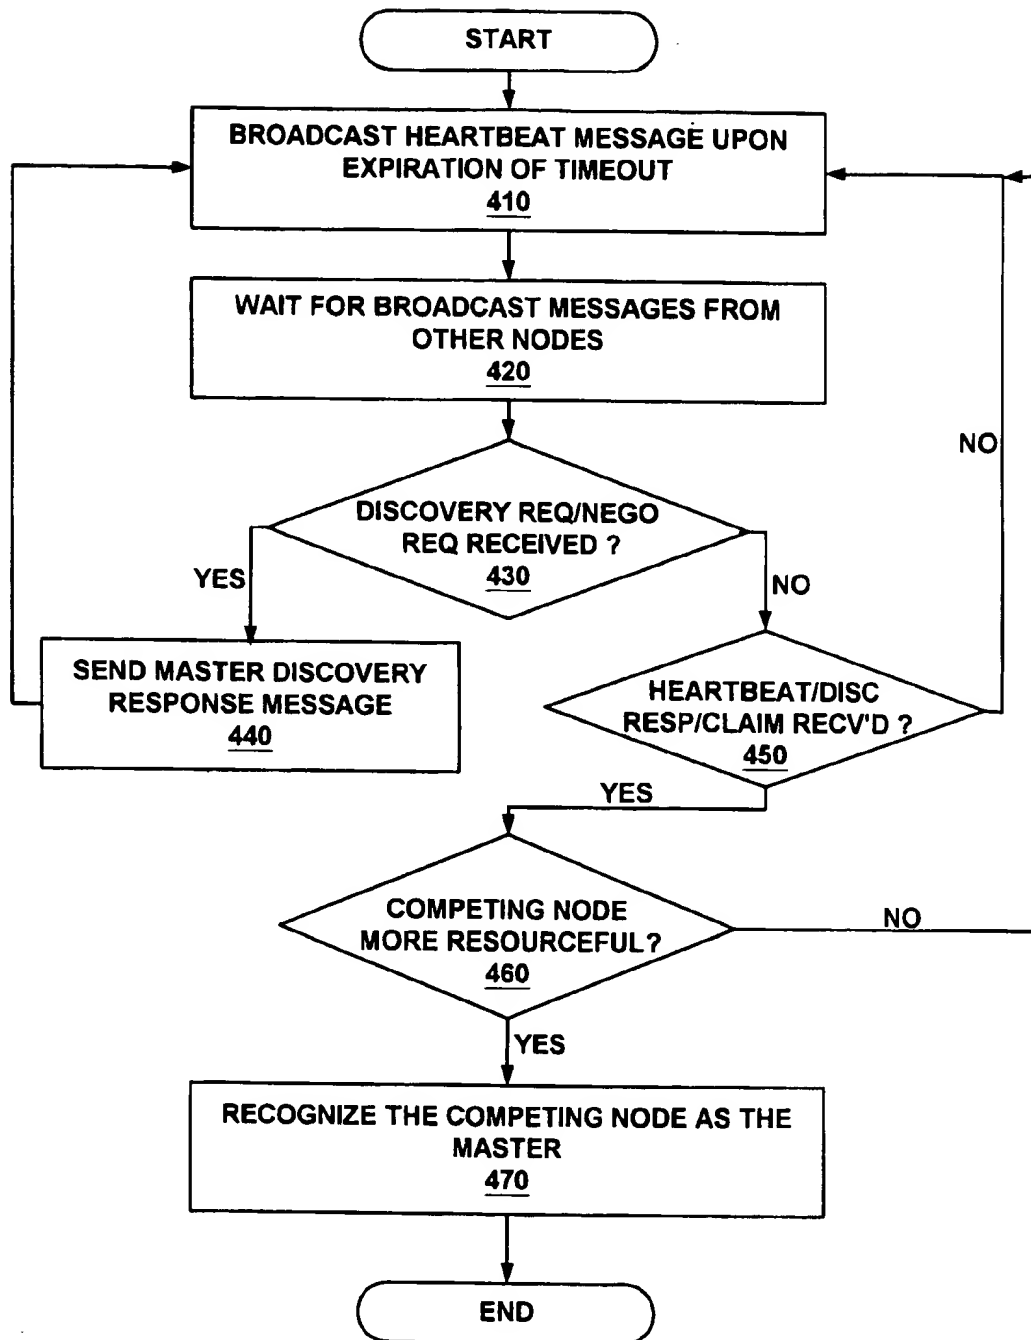 START
BROADCAST HEARTBEAT MESSAGE UPON
EXPIRATION OF TIMEOUT
410
WAIT FOR BROADCAST MESSAGES FROM
OTHER NODES
420
DISCOVERY REQ/NEGO
REQ RECEIVED ?
430
YES
NO
SEND MASTER DISCOVERY
RESPONSE MESSAGE
440
HEARTBEAT/DISC
RESP/CLAIM RECV'D ?
450
NO
YES
COMPETING NODE
MORE RESOURCEFUL?
460
NO
YES
RECOGNIZE THE COMPETING NODE AS THE
MASTER
470
END